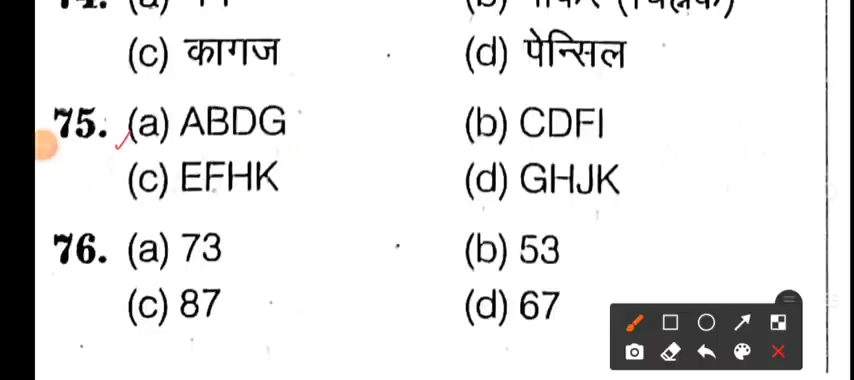 (c) कागज (d) पेन्सिल
75. (a) ABDG (b) CDFI
(c) EFHK (d) GHJK
76. (a) 73 (b) 53
(c) 87 (d) 67